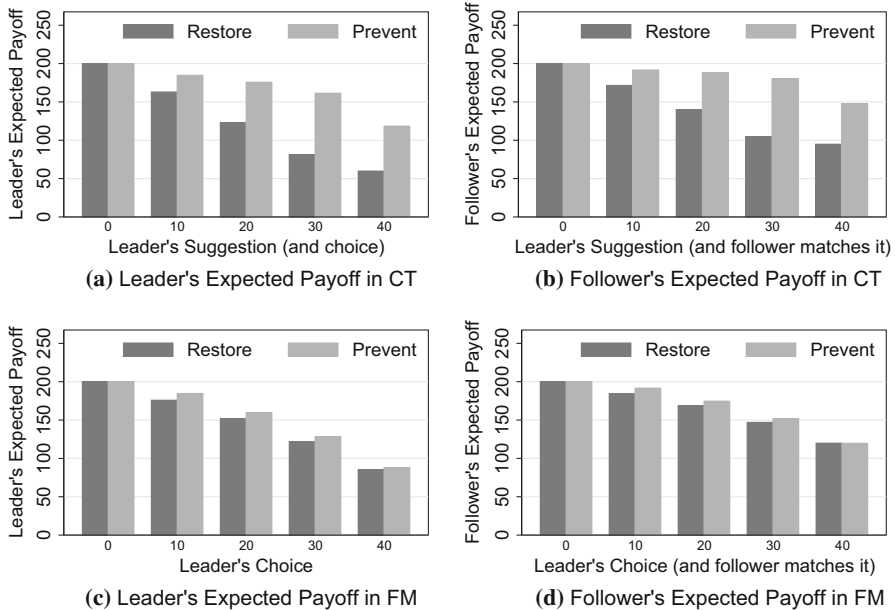 Restore Prevent
Leader's Expected Payoff
0 50 100 150 200 250
0 10 20 30 40
Leader's Suggestion (and choice)
(a) Leader's Expected Payoff in CT
Restore Prevent
Follower's Expected Payoff
0 50 100 150 200 250
0 10 20 30 40
Leader's Suggestion (and follower matches it)
(b) Follower's Expected Payoff in CT
Restore Prevent
Leader's Expected Payoff
0 50 100 150 200 250
0 10 20 30 40
Leader's Choice
(c) Leader's Expected Payoff in FM
Restore Prevent
Follower's Expected Payoff
0 50 100 150 200 250
0 10 20 30 40
Leader's Choice (and follower matches it)
(d) Follower's Expected Payoff in FM